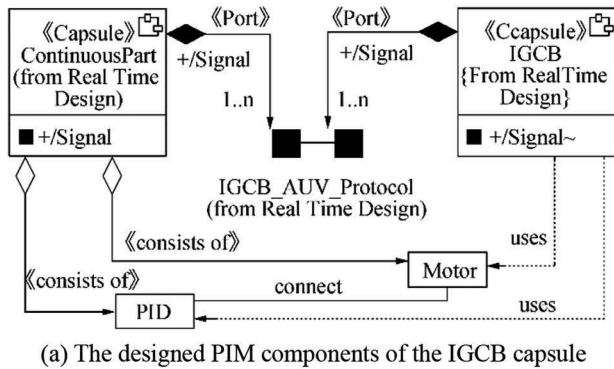 《Capsule》
ContinuousPart
(from Real Time
Design)
+/Signal
《Port》
+/Signal
1..n
《Port》
+/Signal
1..n
《Ccapsule》
IGCB
{From RealTime
Design}
+/Signal~
IGCB_AUV_Protocol
(from Real Time Design)
《consists of》
《consists of》
uses
Motor
connect
uses
PID
(a) The designed PIM components of the IGCB capsule